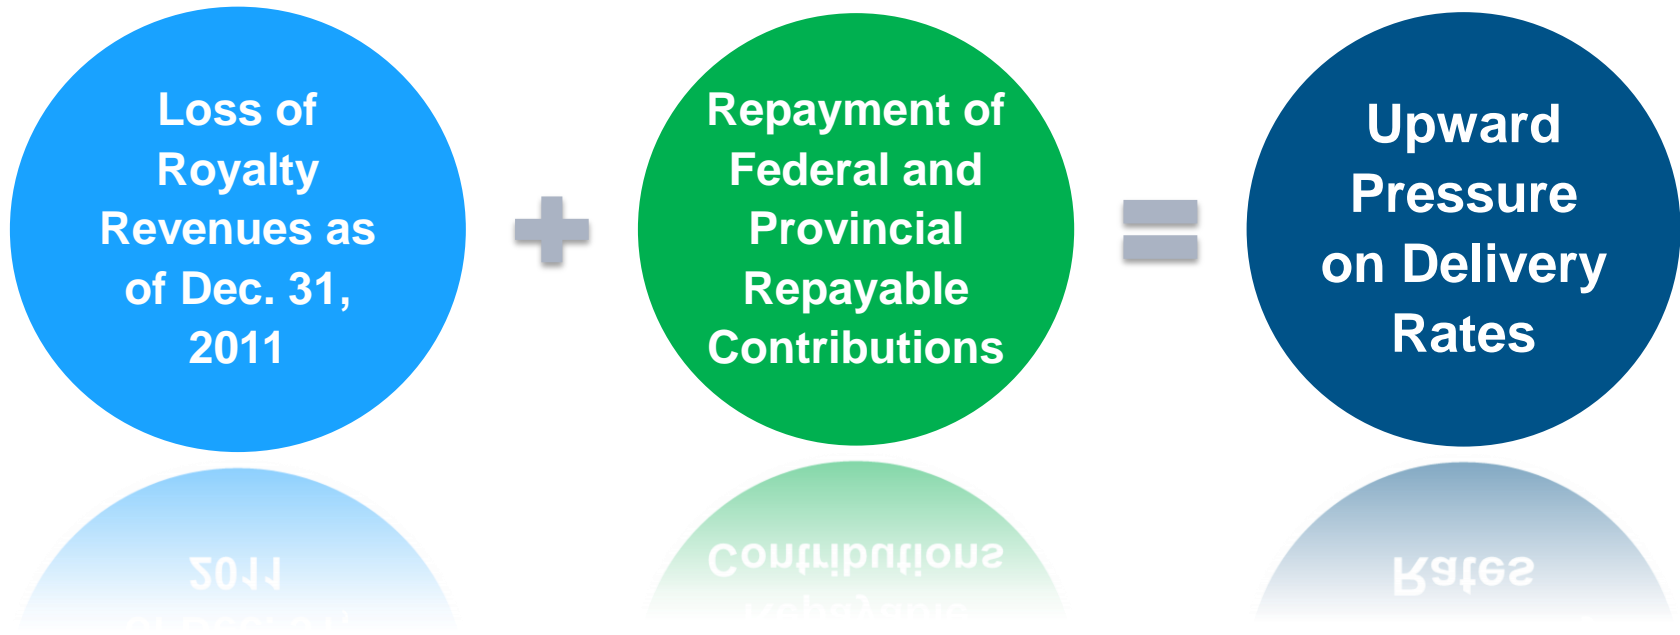 Loss of
Royalty
Revenues as
of Dec. 31,
2011
+
Repayment of
Federal and
Provincial
Repayable
Contributions
=
Upward
Pressure
on Delivery
Rates